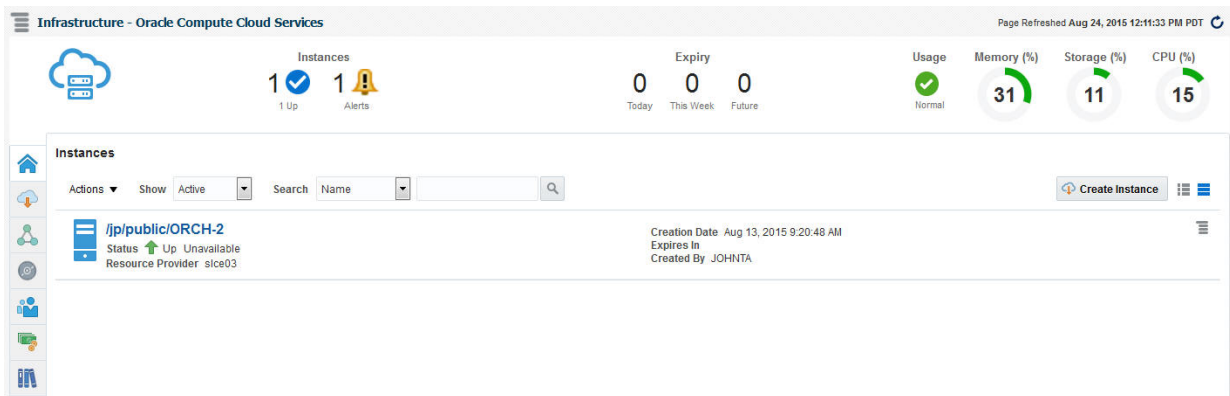 Infrastructure - Oracle Compute Cloud Services
Page Refreshed Aug 24, 2015 12:11:33 PM PDT
Instances
1 1
1 Up Alerts
Expiry
0 0 0
Today This Week Future
Usage
Normal
Memory (%) Storage (%) CPU (%)
31 11 15
Instances
Actions Show Active Search Name
Create Instance
/jp/public/ORCH-2
Status Up Unavailable
Resource Provider slce03
Creation Date Aug 13, 2015 9:20:48 AM
Expires In
Created By JOHNTA